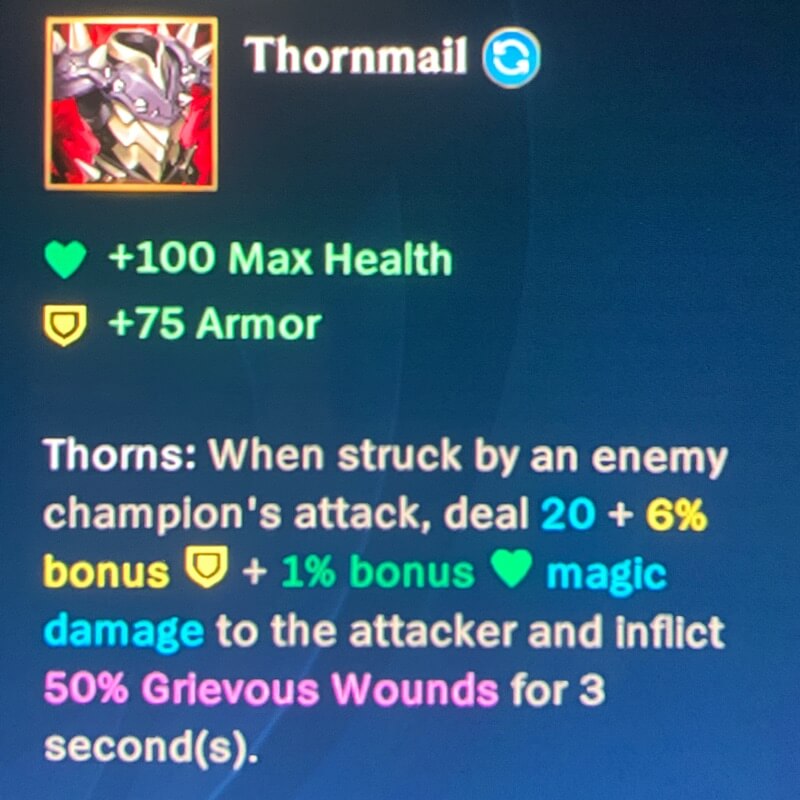 Thornmail
+100 Max Health
+75 Armor
Thorns: When struck by an enemy
champion's attack, deal 20 + 6%
bonus + 1% bonus magic
damage to the attacker and inflict
50% Grievous Wounds for 3
second(s).